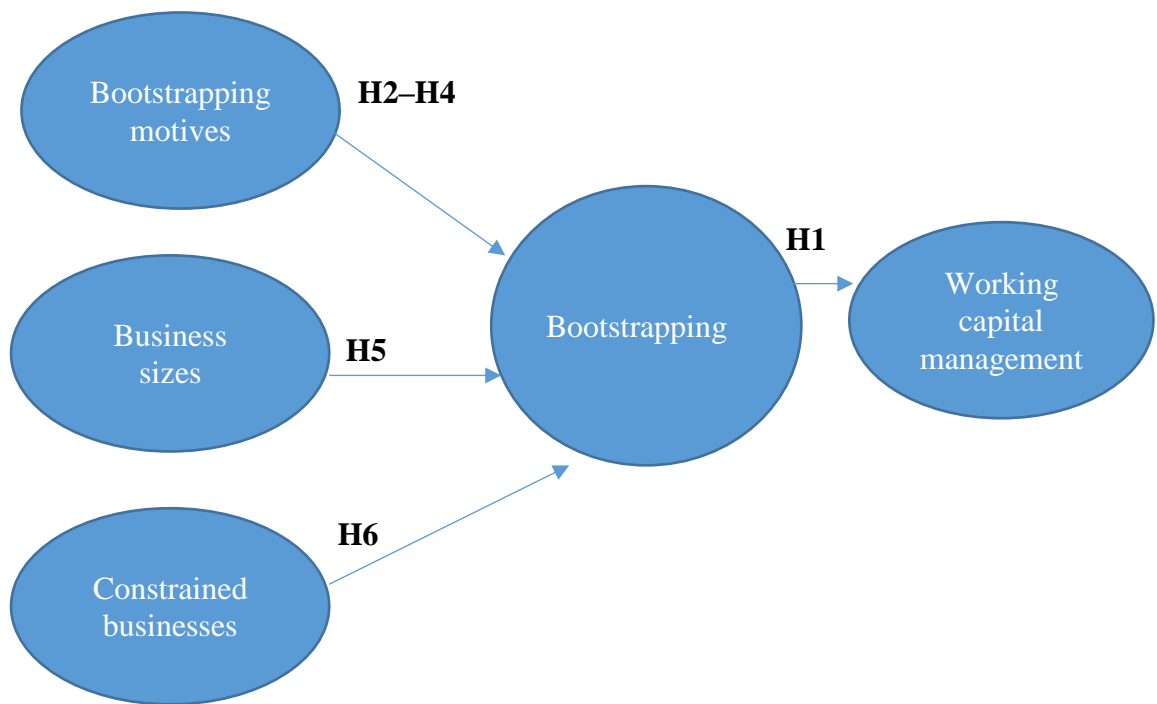 Bootstrapping
motives
H2–H4
Business
sizes
H5
Constrained
businesses
H6
Bootstrapping
H1
Working
capital
management